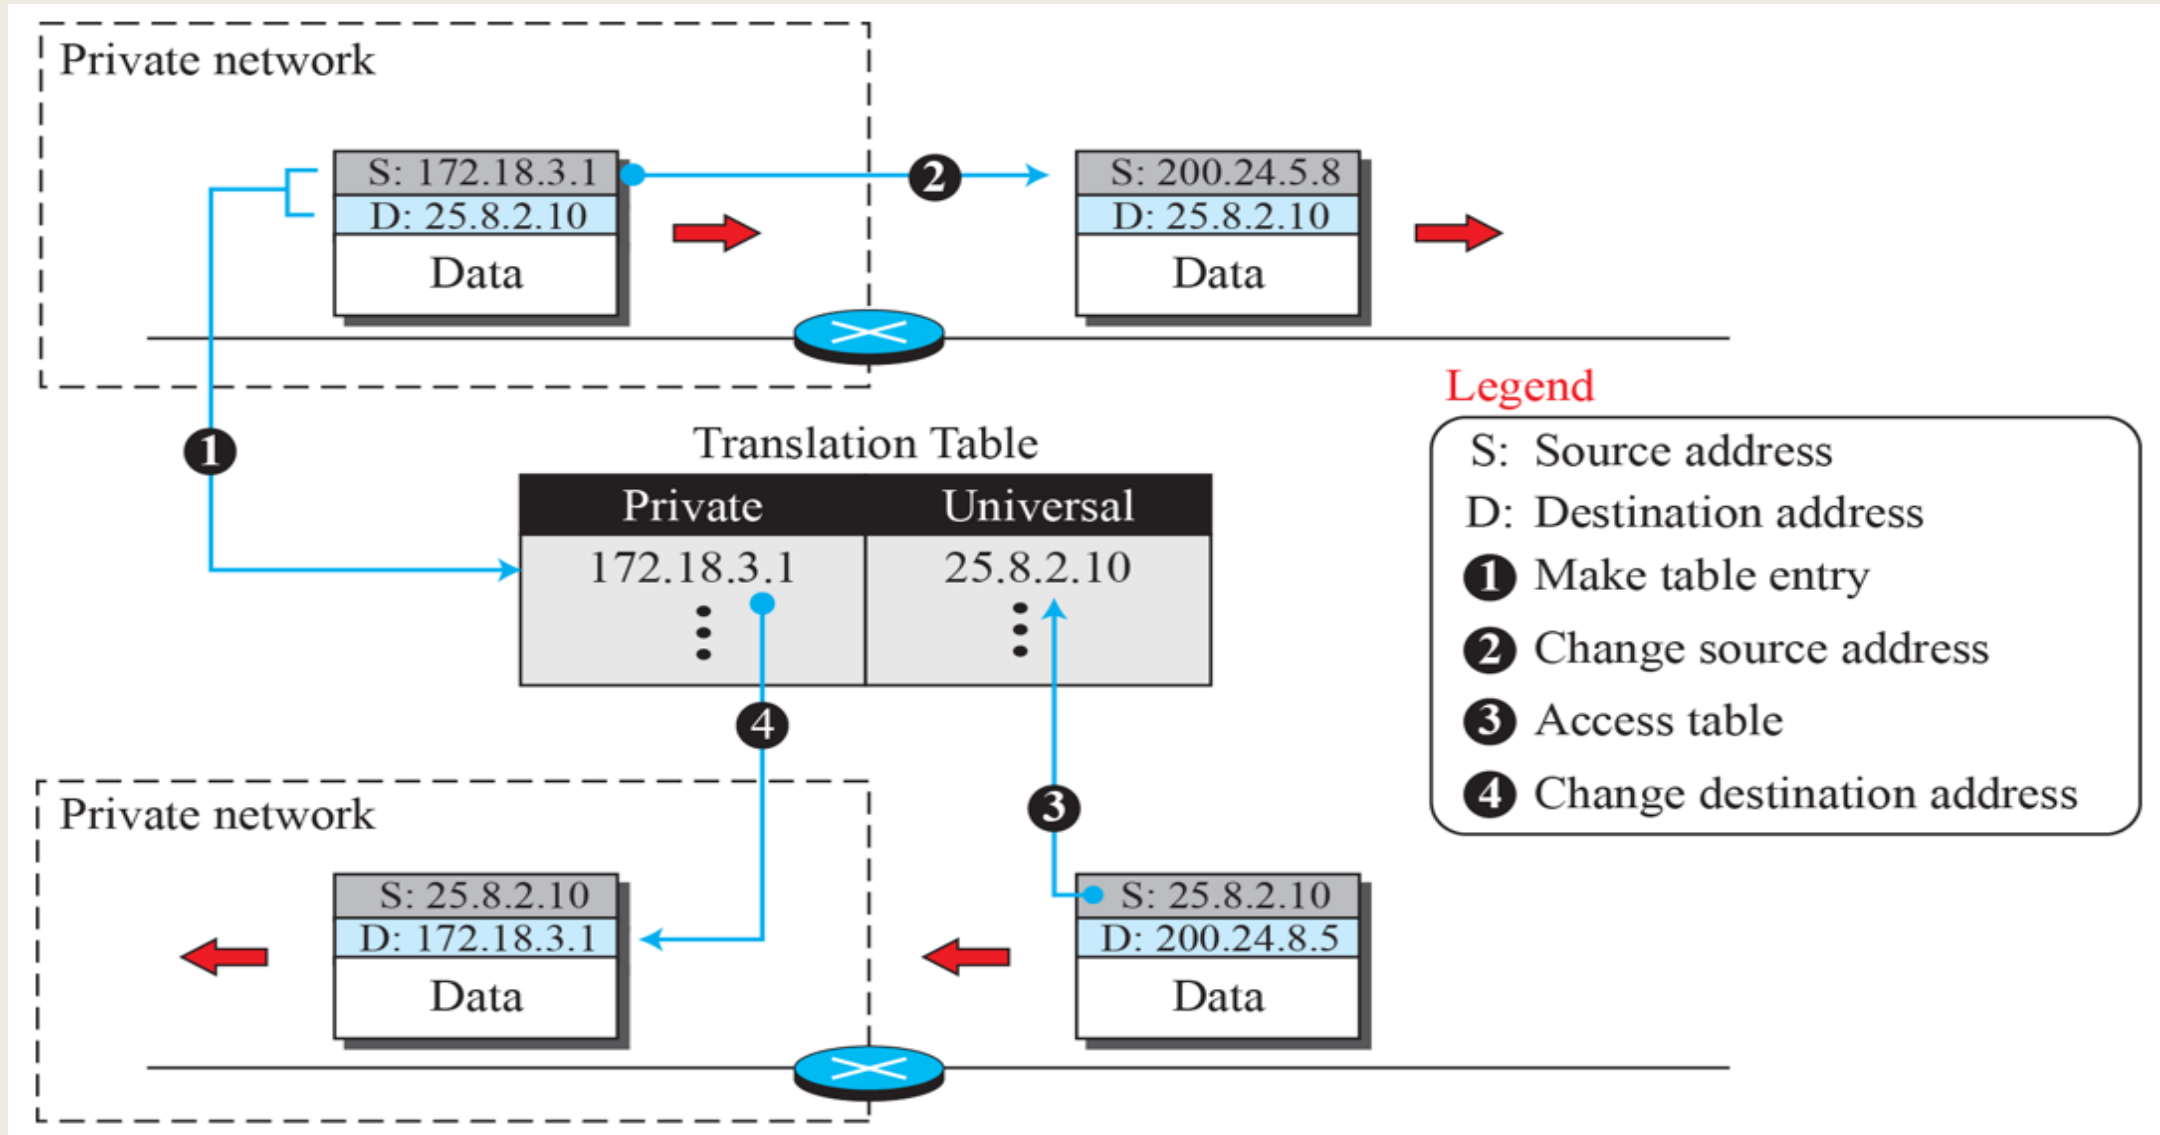 Private network
S: 172.18.3.1
D: 25.8.2.10
Data
2
S: 200.24.5.8
D: 25.8.2.10
Data
1
Translation Table
Private Universal
172.18.3.1 25.8.2.10
4
3
Legend
S: Source address
D: Destination address
1 Make table entry
2 Change source address
3 Access table
4 Change destination address
Private network
S: 25.8.2.10
D: 172.18.3.1
Data
S: 25.8.2.10
D: 200.24.8.5
Data